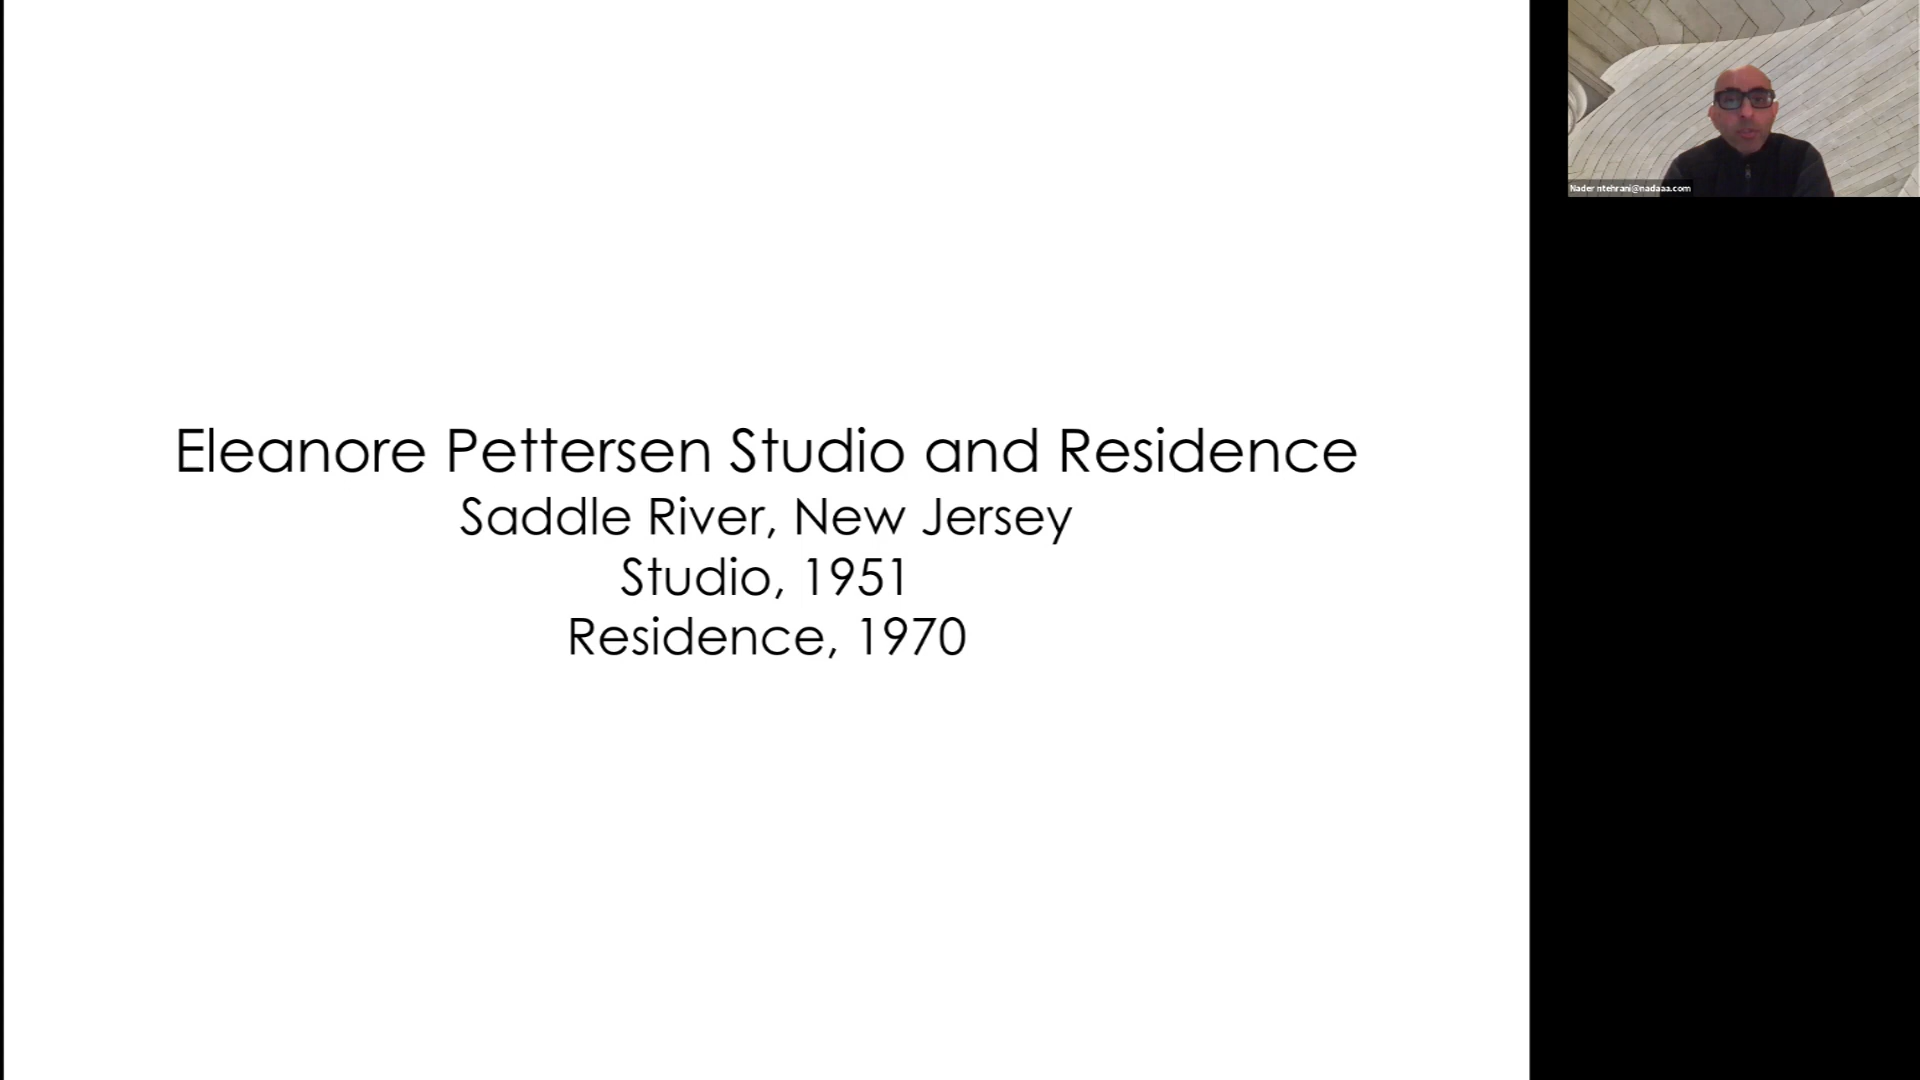 Eleanore Pettersen Studio and Residence
Saddle River, New Jersey
Studio, 1951
Residence, 1970
Nader ntehrani@nadaaa.com